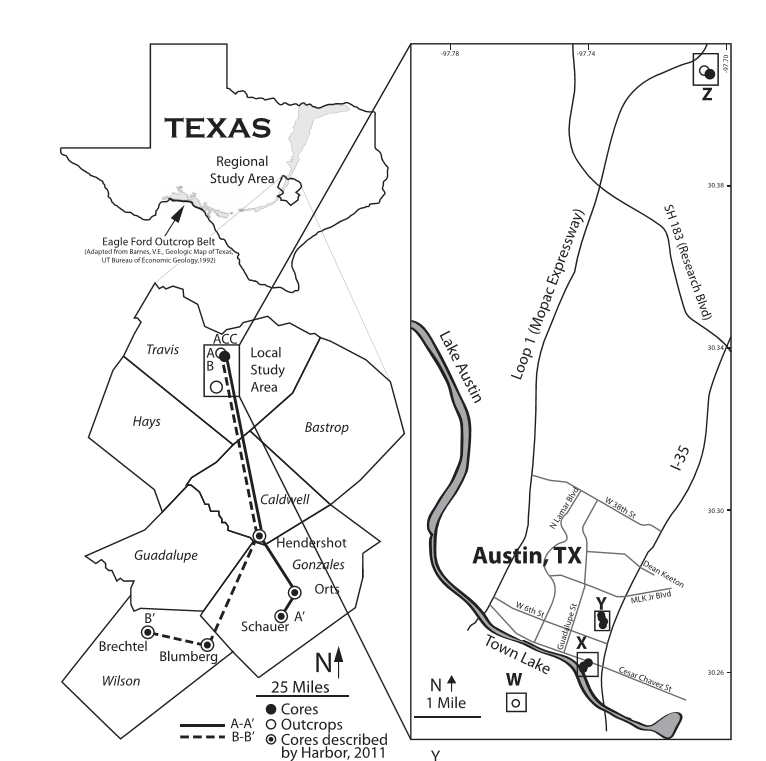 TEXAS
Regional
Study Area
Eagle Ford Outcrop Belt
(Adapted from Barnes, V.E., Geologic Map of Texas,
UT Bureau of Economic Geology,1992)
Travis
ACC
A
B
Local
Study
Area
Hays
Bastrop
Caldwell
Hendershot
Guadalupe
Gonzales
Orts
A'
Schauer
B'
Brechtel
Blumberg
Wilson
N
25 Miles
A-A'
B-B'
Cores
Outcrops
Cores described
by Harbor, 2011
-97.78
-97.74
-97.70
Z
30.38
SH 183 (Research Blvd)
Loop 1 (Mopac Expressway)
30.34
Lake Austin
I-35
30.30
N Lamar Blvd
W 38th St
Austin, TX
Dean Keeton
MLK Jr Blvd
W 6th St
Guadalupe St
Y
X
Town Lake
Cesar Chavez St
30.26
W
N
1 Mile
Y